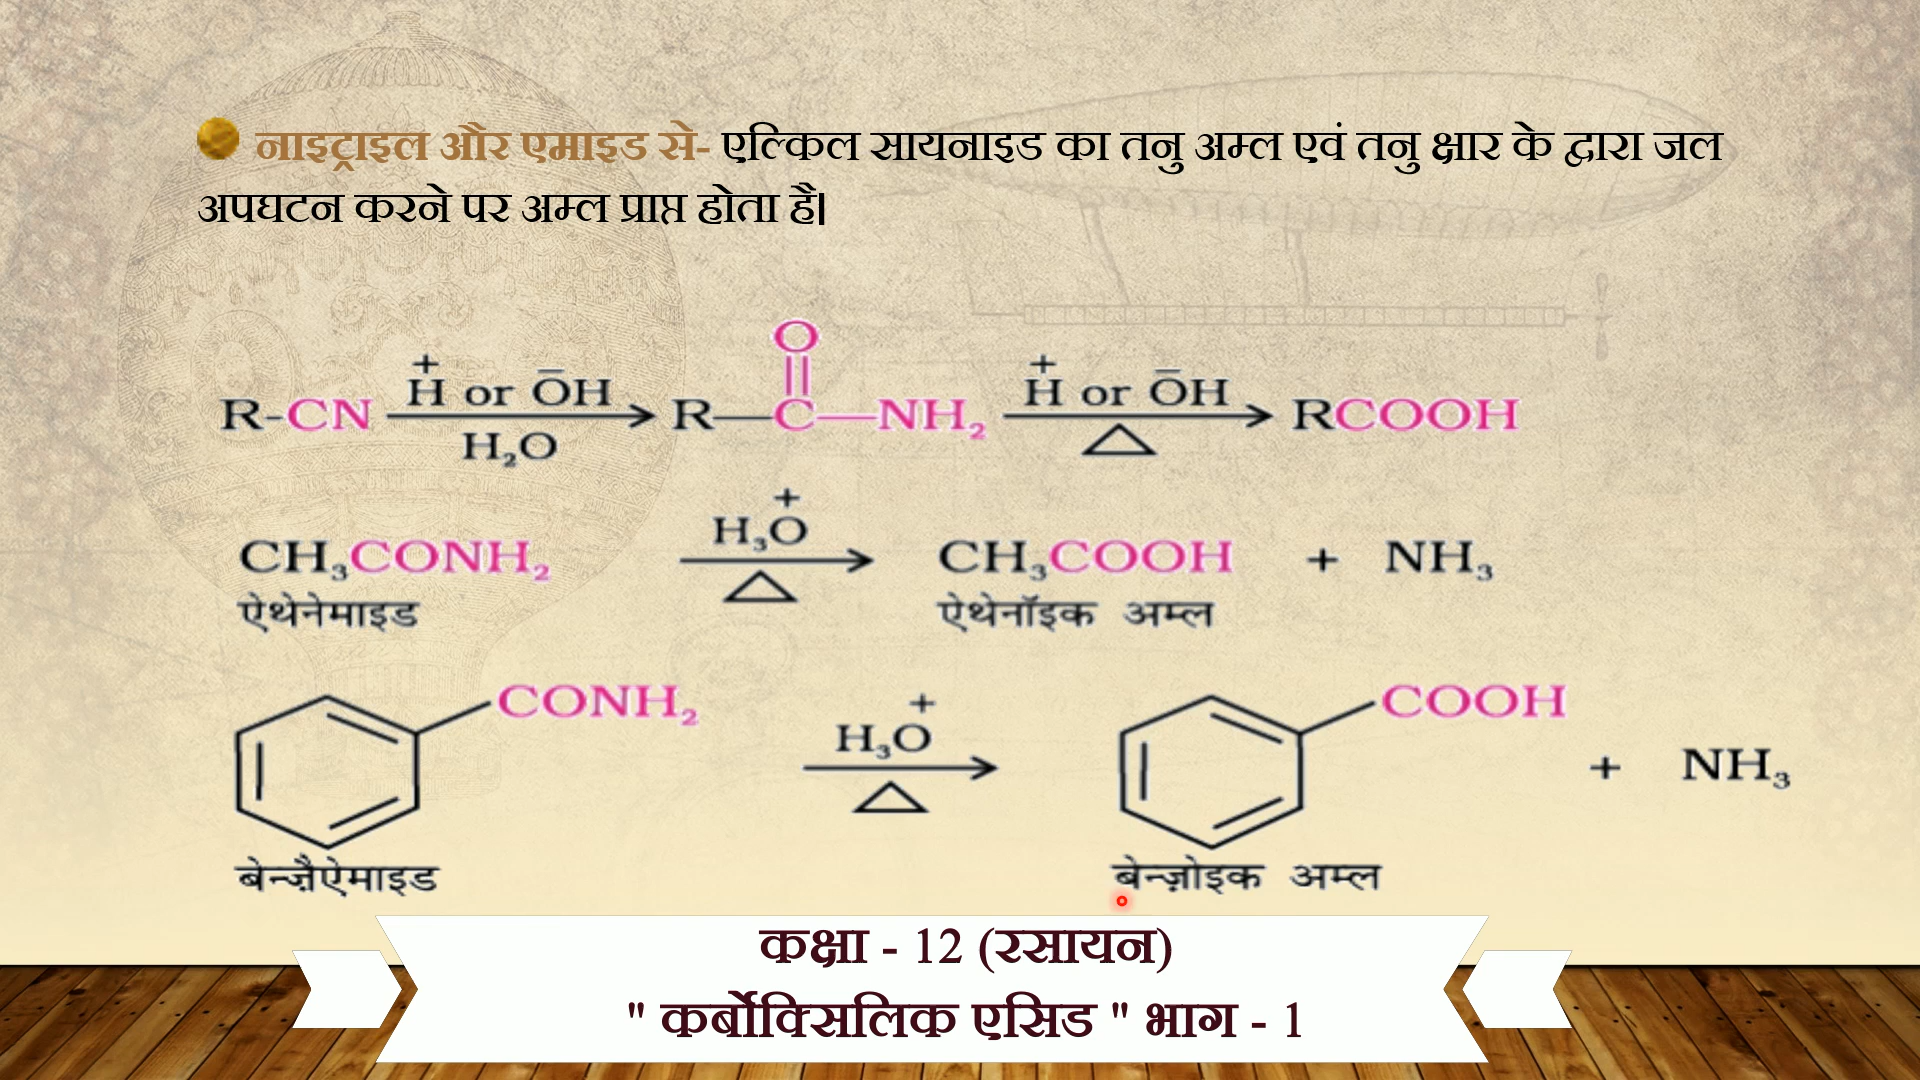 नाइट्राइल और एमाइड से- एल्किल सायनाइड का तनु अम्ल एवं तनु क्षार के द्वारा जल
अपघटन करने पर अम्ल प्राप्त होता है।
R-CN H⁺ or ŌH H₂O R—C(=O)—NH₂ H⁺ or ŌH △ RCOOH
CH₃CONH₂ H₃O⁺ △ CH₃COOH + NH₃
ऐथेनेमाइड ऐथेनॉइक अम्ल
CONH₂ H₃O⁺ △ COOH + NH₃
बेन्ज़ैऐमाइड बेन्ज़ोइक अम्ल
कक्षा - 12 (रसायन)
" कर्बोक्सिलिक एसिड " भाग - 1